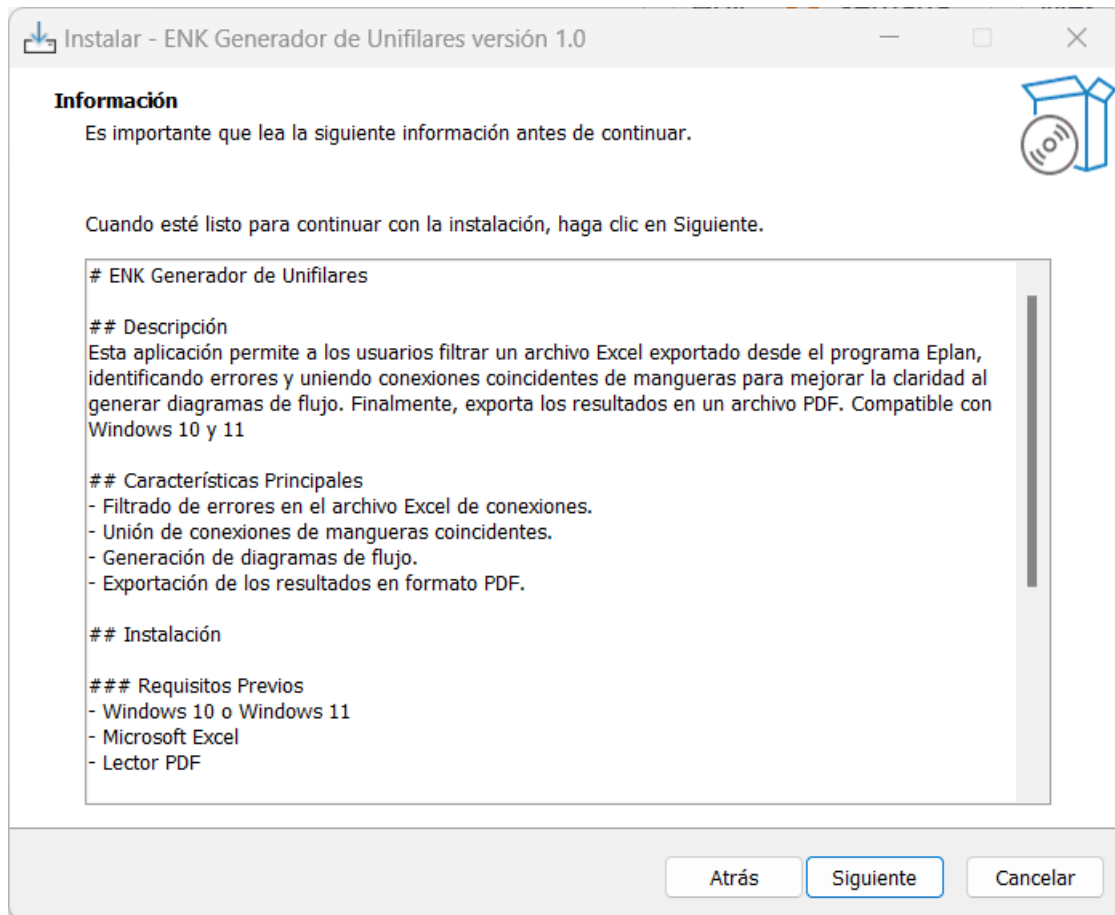 Instalar - ENK Generador de Unifilares versión 1.0
Información
Es importante que lea la siguiente información antes de continuar.
Cuando esté listo para continuar con la instalación, haga clic en Siguiente.
# ENK Generador de Unifilares
## Descripción
Esta aplicación permite a los usuarios filtrar un archivo Excel exportado desde el programa Eplan,
identificando errores y uniendo conexiones coincidentes de mangueras para mejorar la claridad al
generar diagramas de flujo. Finalmente, exporta los resultados en un archivo PDF. Compatible con
Windows 10 y 11
## Características Principales
- Filtrado de errores en el archivo Excel de conexiones.
- Unión de conexiones de mangueras coincidentes.
- Generación de diagramas de flujo.
- Exportación de los resultados en formato PDF.
## Instalación
### Requisitos Previos
- Windows 10 o Windows 11
- Microsoft Excel
- Lector PDF
Atrás
Siguiente
Cancelar